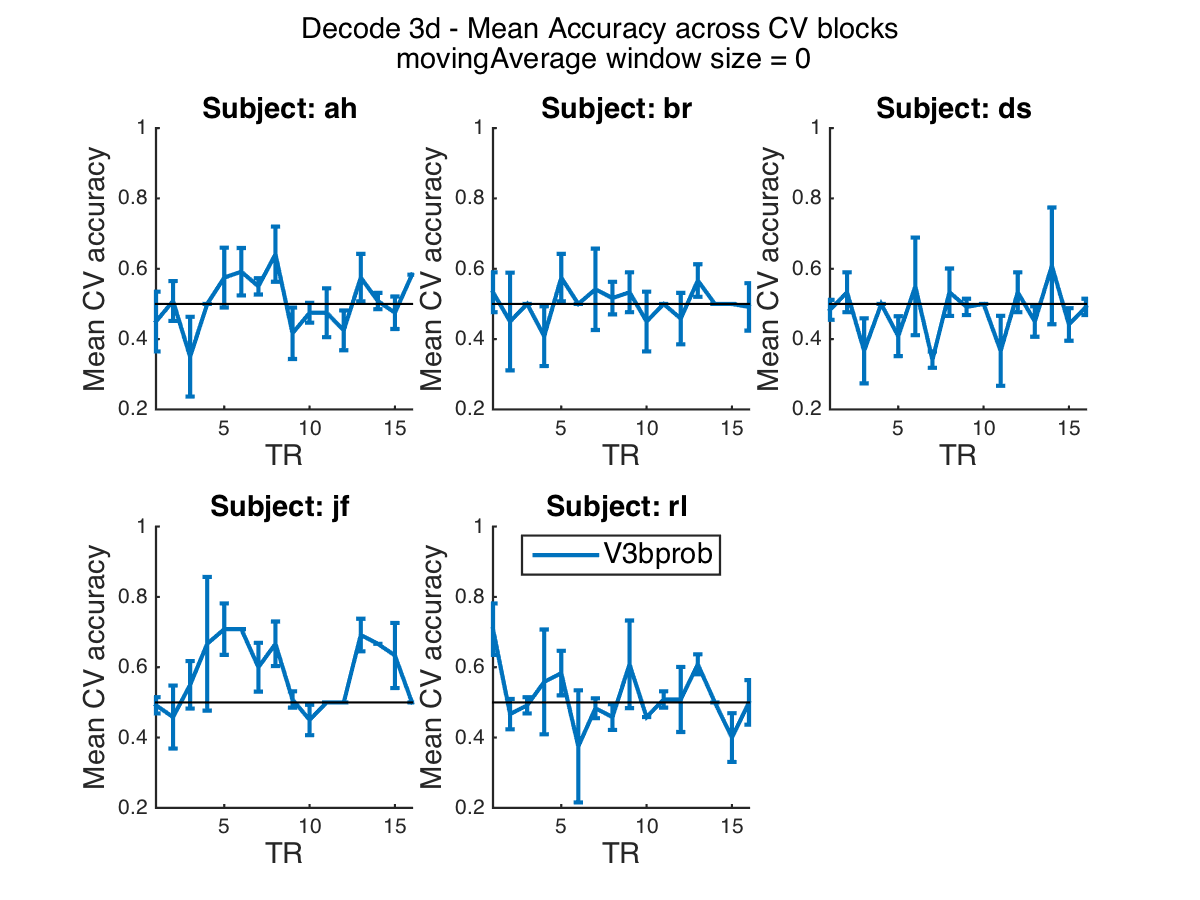 Decode 3d - Mean Accuracy across CV blocks
movingAverage window size = 0
Subject: ah
Mean CV accuracy
1
0.8
0.6
0.4
0.2
5 10 15
TR
Subject: br
Mean CV accuracy
1
0.8
0.6
0.4
0.2
5 10 15
TR
Subject: ds
Mean CV accuracy
1
0.8
0.6
0.4
0.2
5 10 15
TR
Subject: jf
Mean CV accuracy
1
0.8
0.6
0.4
0.2
5 10 15
TR
Subject: rl
V3bprob
Mean CV accuracy
1
0.8
0.6
0.4
0.2
5 10 15
TR